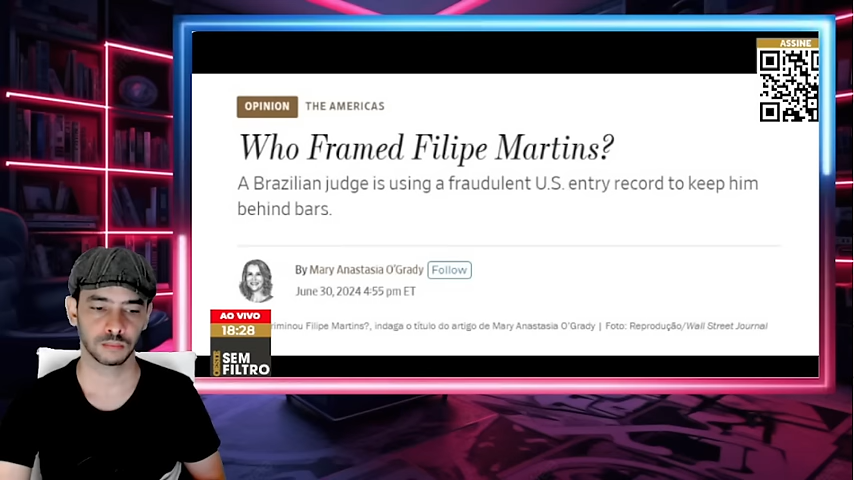 ASSINE
OPINION THE AMERICAS
Who Framed Filipe Martins?
A Brazilian judge is using a fraudulent U.S. entry record to keep him
behind bars.
By Mary Anastasia O'Grady Follow
June 30, 2024 4:55 pm ET
AO VIVO
18:28
riminou Filipe Martins?, indaga o título do artigo de Mary Anastasia O'Grady | Foto: Reprodução/Wall Street Journal
OESTE
SEM
FILTRO